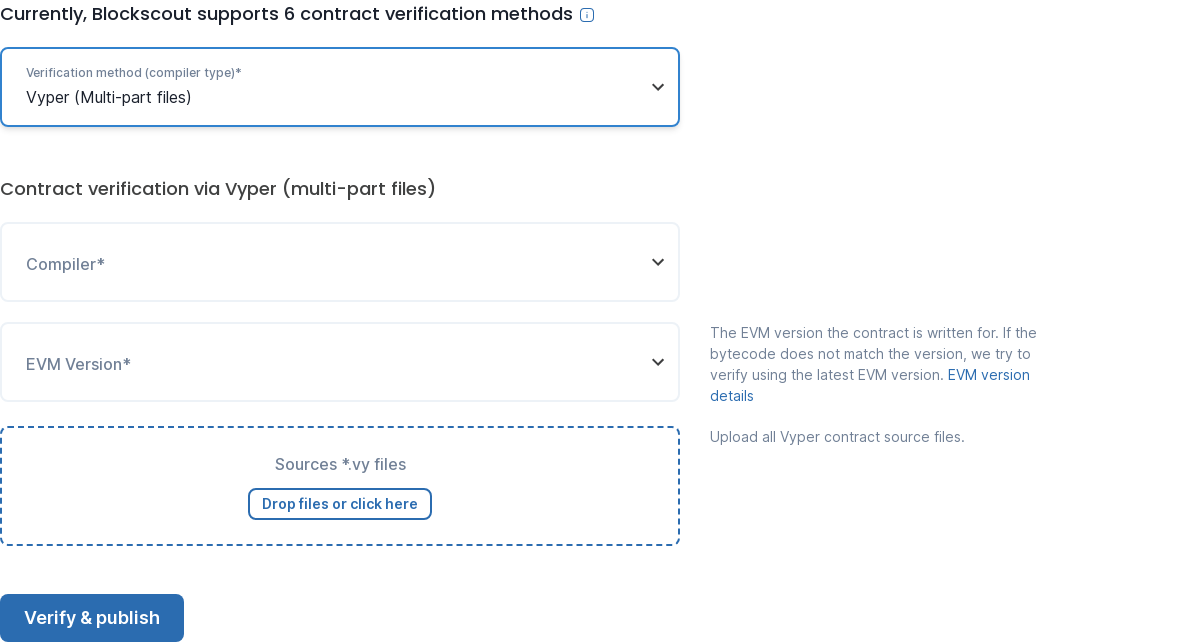 Currently, Blockscout supports 6 contract verification methods
Verification method (compiler type)*
Vyper (Multi-part files)
Contract verification via Vyper (multi-part files)
Compiler*
EVM Version*
The EVM version the contract is written for. If the
bytecode does not match the version, we try to
verify using the latest EVM version. EVM version
details
Sources *.vy files
Drop files or click here
Upload all Vyper contract source files.
Verify & publish